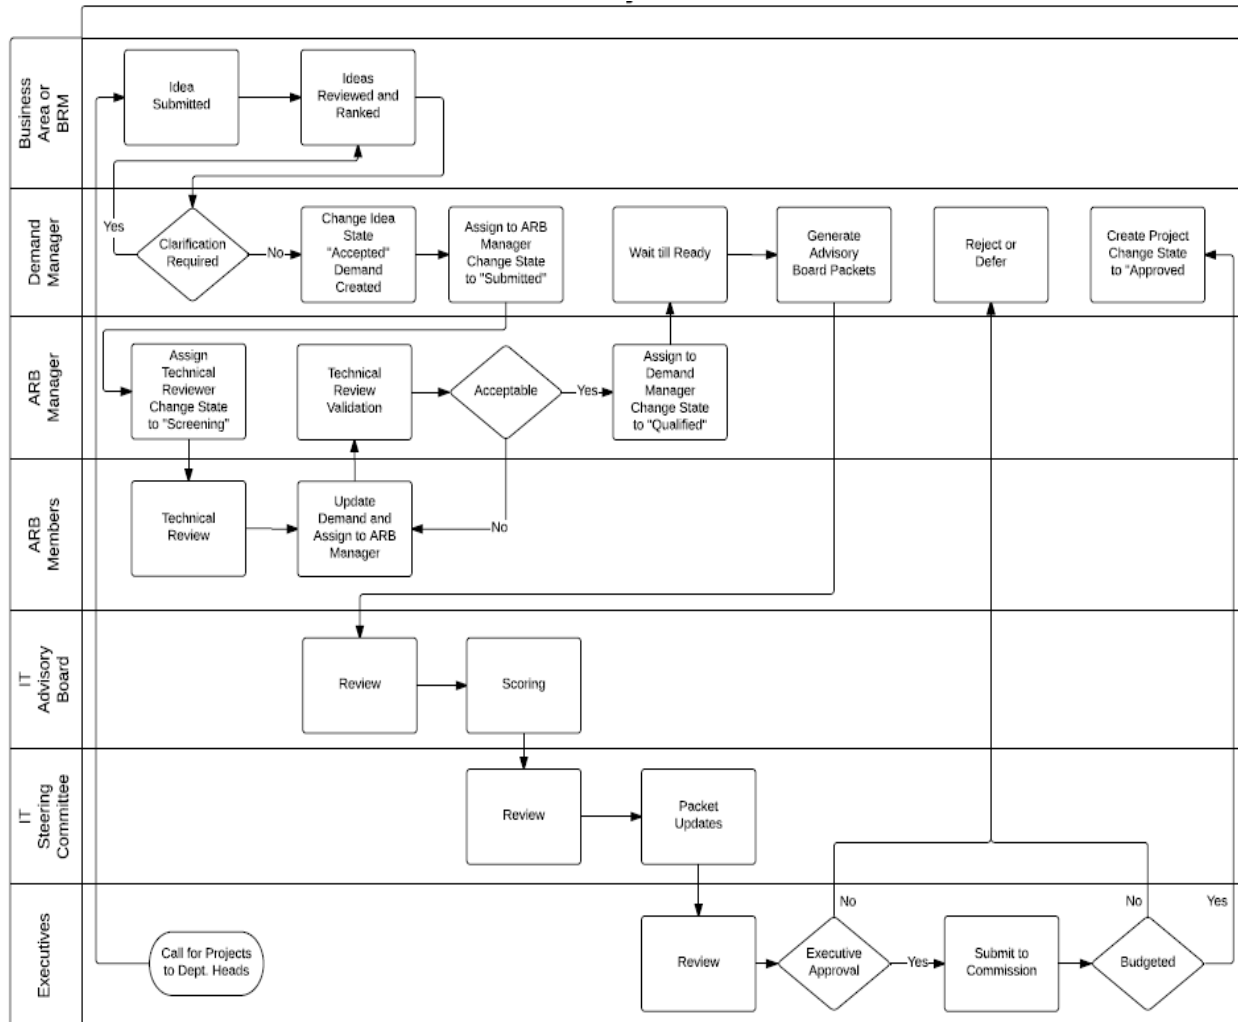 Business
Area or
BRM
Idea
Submitted
Ideas
Reviewed and
Ranked
Demand
Manager
Yes
Clarification
Required
No
Change Idea
State
"Accepted"
Demand
Created
Assign to ARB
Manager
Change State
to "Submitted"
Wait till Ready
Generate
Advisory
Board Packets
Reject or
Defer
Create Project
Change State
to "Approved
ARB
Manager
Assign
Technical
Reviewer
Change State
to "Screening"
Technical
Review
Validation
Acceptable
Yes
Assign to
Demand
Manager
Change State
to "Qualified"
ARB
Members
Technical
Review
Update
Demand and
Assign to ARB
Manager
No
IT
Advisory
Board
Review
Scoring
IT
Steering
Committee
Review
Packet
Updates
Executives
Call for Projects
to Dept. Heads
Review
Executive
Approval
No
Yes
Submit to
Commission
Budgeted
No
Yes